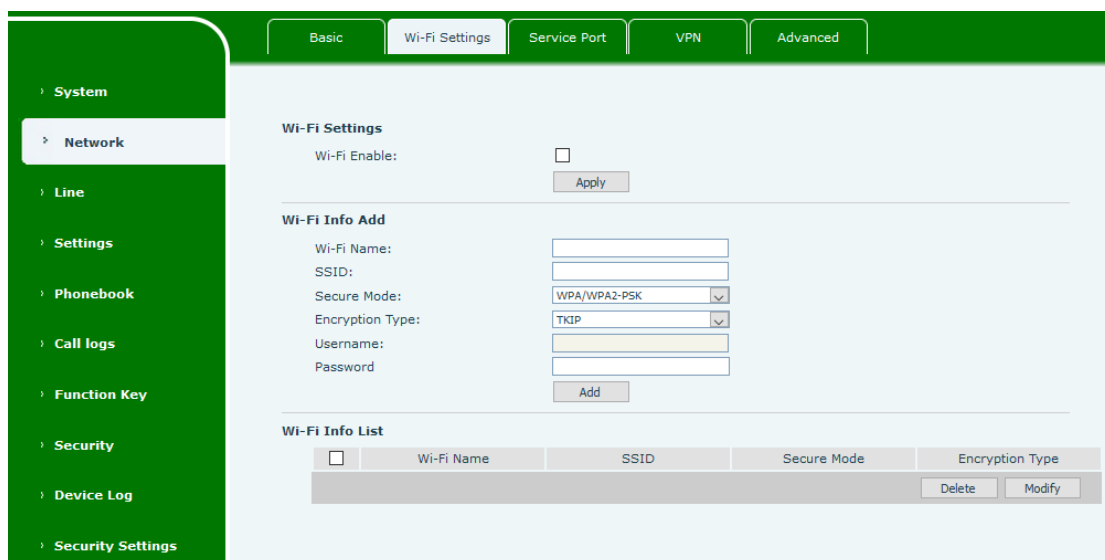 Basic
Wi-Fi Settings
Service Port
VPN
Advanced
System
Network
Line
Settings
Phonebook
Call logs
Function Key
Security
Device Log
Security Settings
Wi-Fi Settings
Wi-Fi Enable:
Apply
Wi-Fi Info Add
Wi-Fi Name:
SSID:
Secure Mode: WPA/WPA2-PSK
Encryption Type: TKIP
Username:
Password
Add
Wi-Fi Info List
Wi-Fi Name SSID Secure Mode Encryption Type
Delete Modify